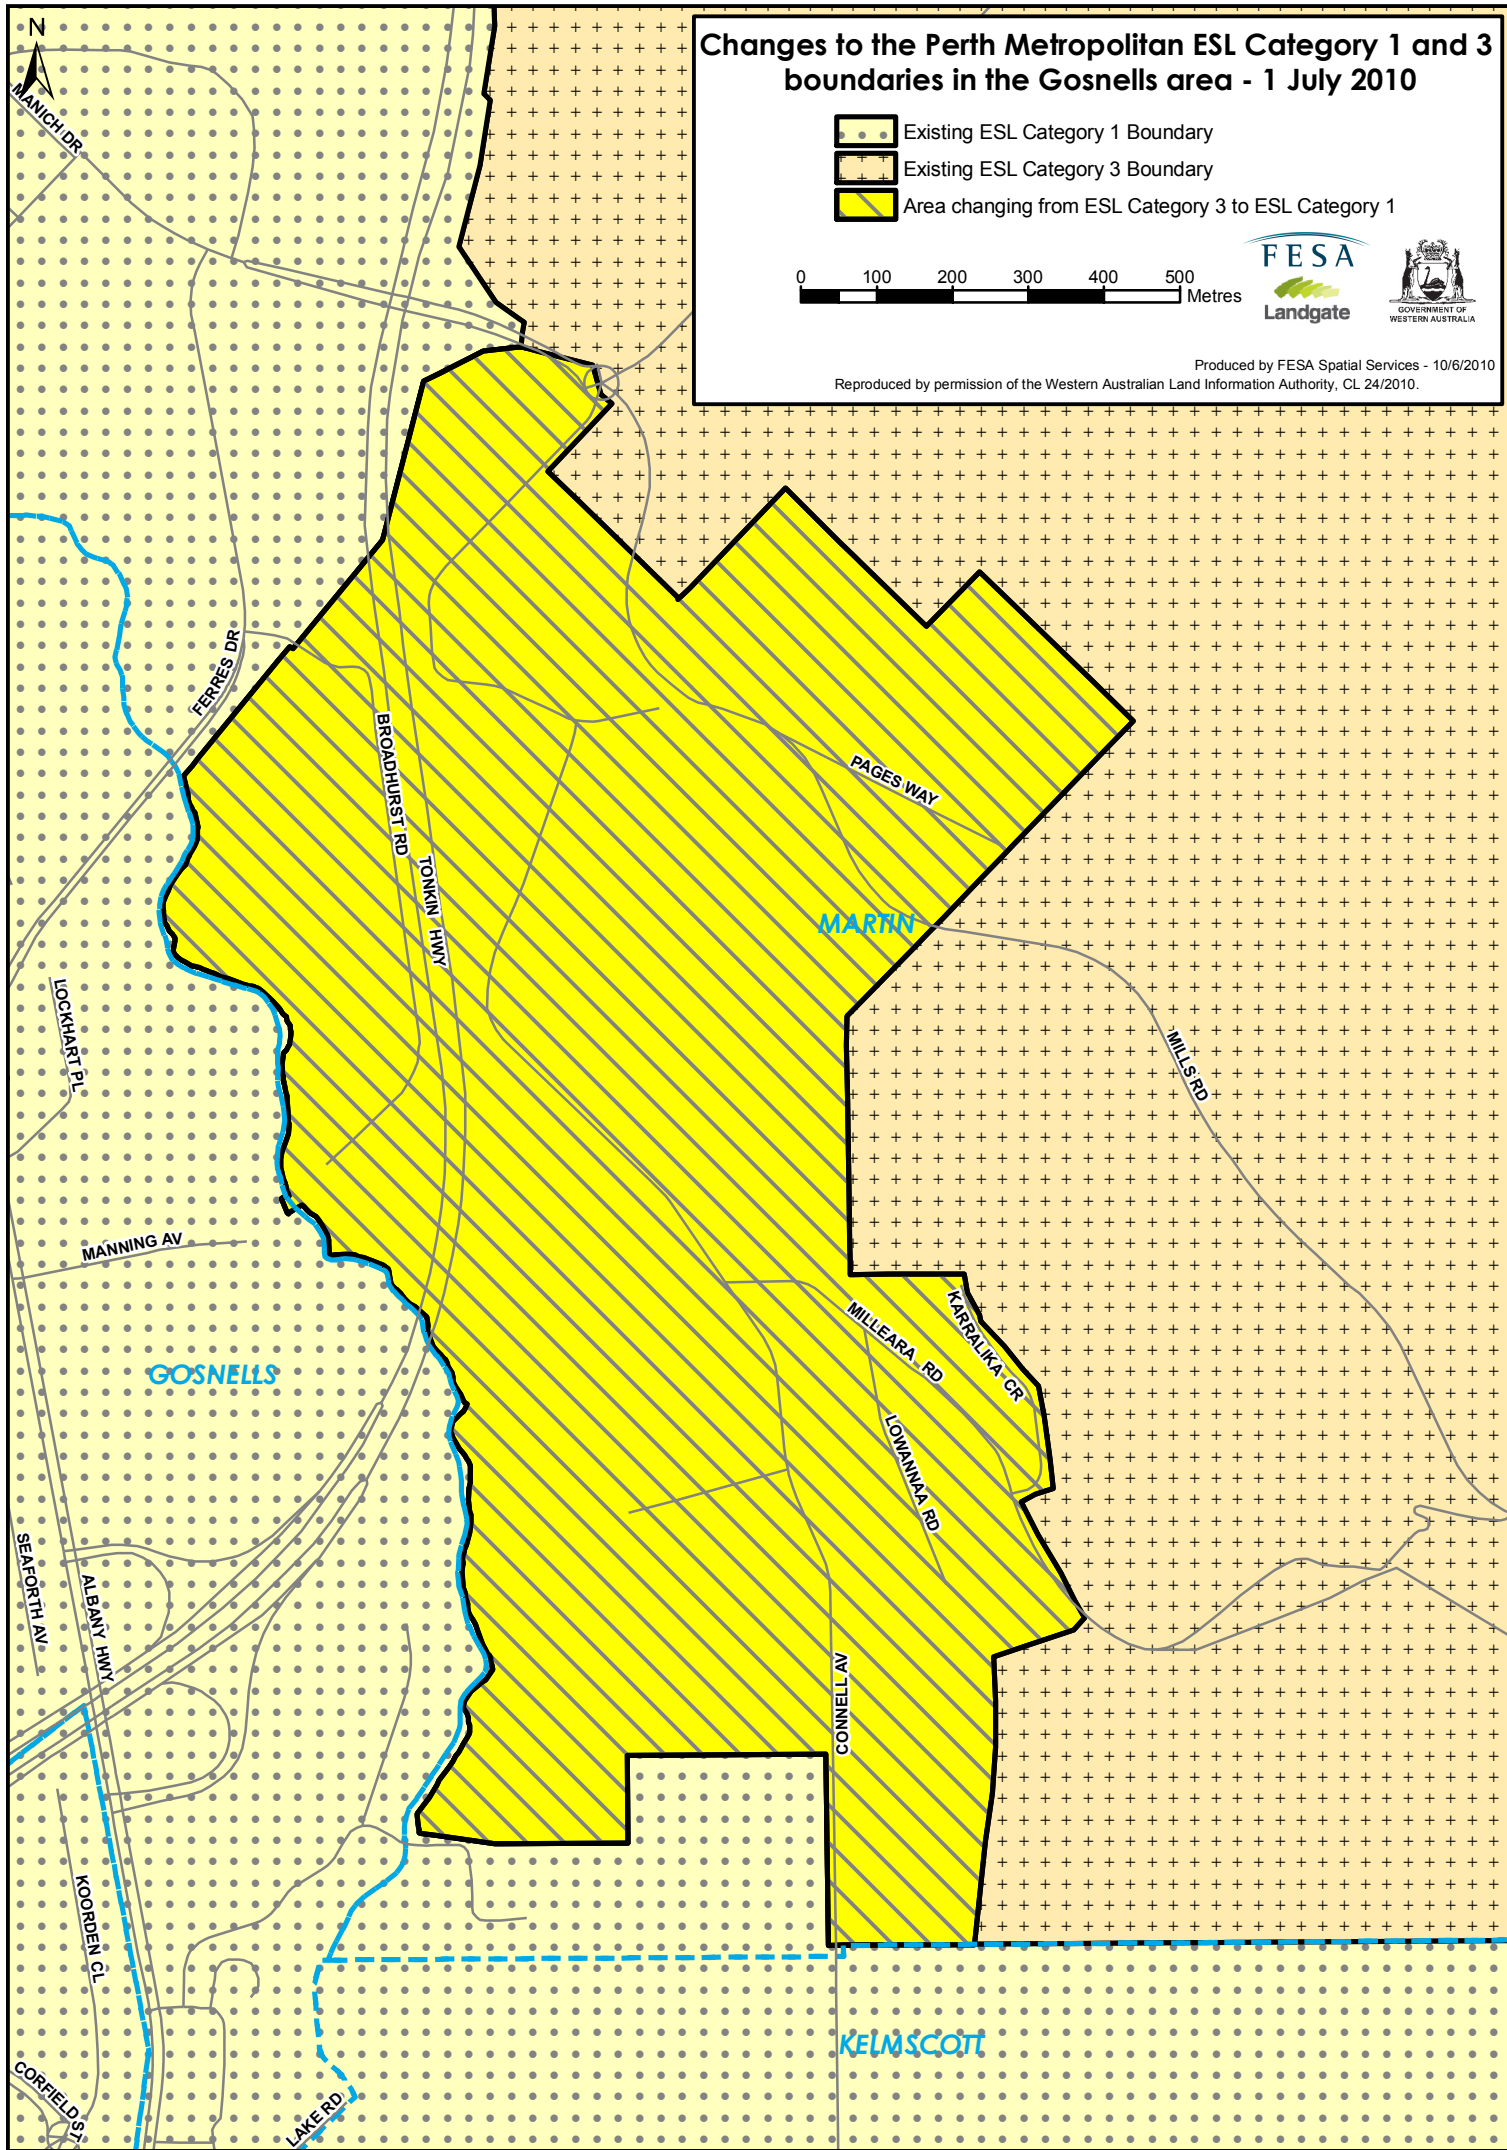 N
Changes to the Perth Metropolitan ESL Category 1 and 3
boundaries in the Gosnells area - 1 July 2010
Existing ESL Category 1 Boundary
Existing ESL Category 3 Boundary
Area changing from ESL Category 3 to ESL Category 1
0 100 200 300 400 500
Metres
FESA
Landgate
GOVERNMENT OF
WESTERN AUSTRALIA
Produced by FESA Spatial Services - 10/6/2010
Reproduced by permission of the Western Australian Land Information Authority, CL 24/2010.
MANICH DR
FERRES DR
BROADHURST RD
TONKIN HWY
PAGES WAY
MARTIN
LOCKHART PL
MILLS RD
MANNING AV
GOSNELLS
MILLEARA RD
KARRALIKA CR
LOWANNAA RD
SEAFORTH AV
ALBANY HWY
CONNELL AV
KOORDEN CL
KELMSCOTT
CORFIELD ST
LAKE RD